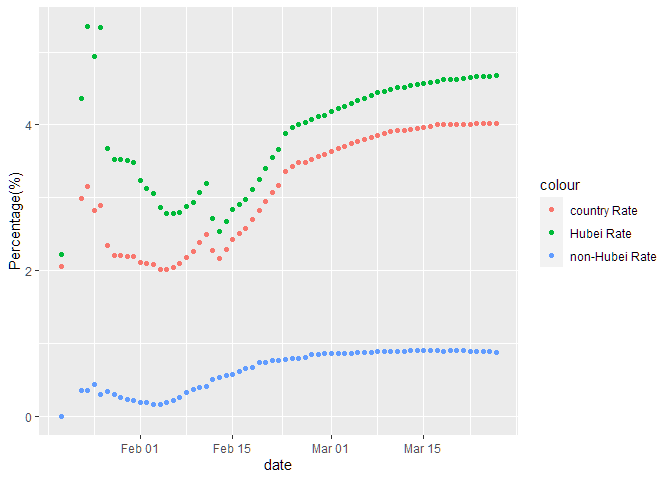 Percentage(%)
4
2
0
Feb 01
Feb 15
Mar 01
Mar 15
date
colour
country Rate
Hubei Rate
non-Hubei Rate